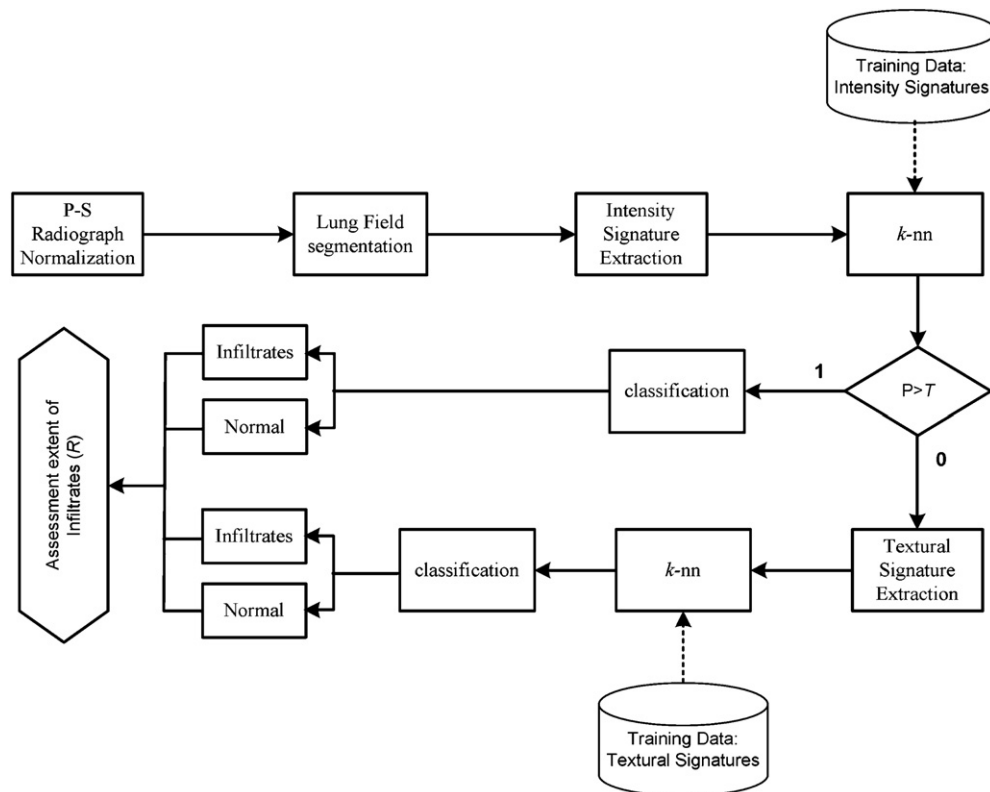 Training Data:
Intensity Signatures
P-S
Radiograph
Normalization
Lung Field
segmentation
Intensity
Signature
Extraction
k-nn
P>T
1
0
classification
Infiltrates
Normal
Assessment extent of
Infiltrates (R)
Textural
Signature
Extraction
k-nn
classification
Infiltrates
Normal
Training Data:
Textural Signatures